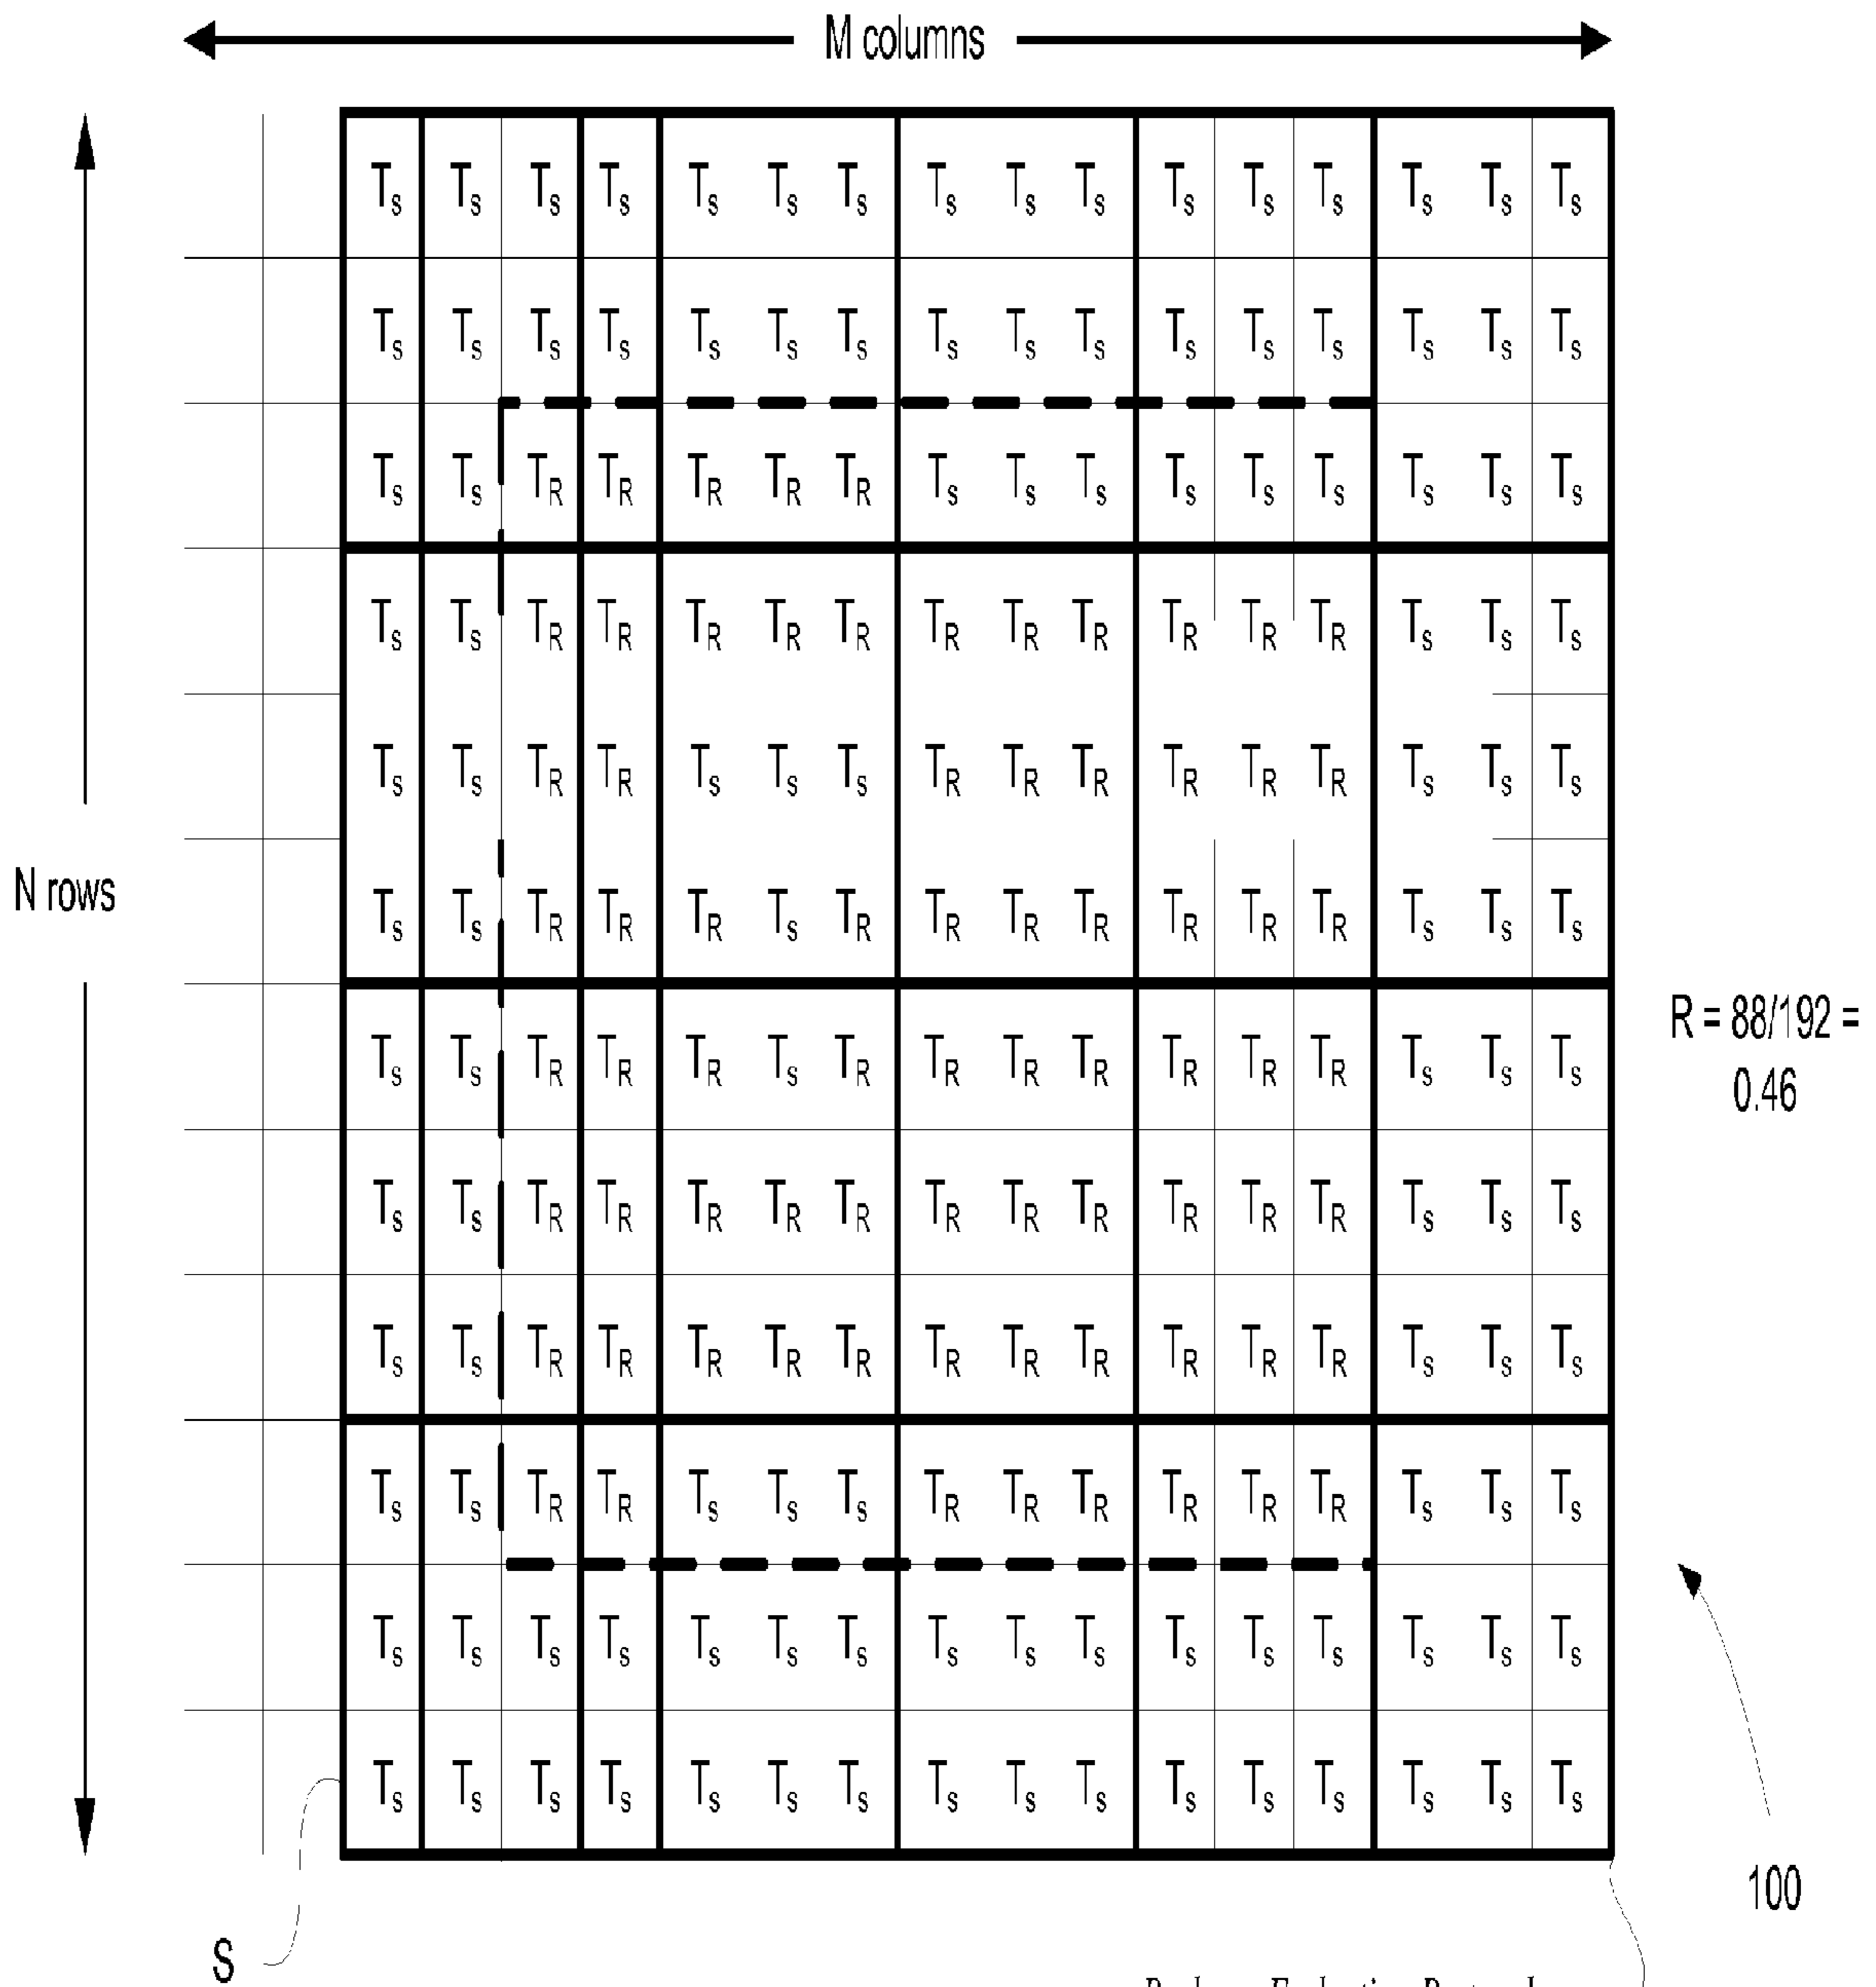 M columns
Ts Ts Ts Ts Ts Ts Ts Ts Ts Ts Ts Ts Ts Ts Ts Ts
Ts Ts Ts Ts Ts Ts Ts Ts Ts Ts Ts Ts Ts Ts Ts Ts
Ts Ts TR TR TR TR TR Ts Ts Ts Ts Ts Ts Ts Ts Ts
Ts Ts TR TR TR TR TR TR TR TR TR TR TR Ts Ts Ts
Ts Ts TR TR Ts Ts Ts TR TR TR TR TR TR Ts Ts Ts
N rows
Ts Ts TR TR TR Ts TR TR TR TR TR TR TR Ts Ts Ts
R = 88/192 =
0.46
Ts Ts TR TR TR Ts TR TR TR TR TR TR TR Ts Ts Ts
Ts Ts TR TR TR TR TR TR TR TR TR TR TR Ts Ts Ts
Ts Ts TR TR TR TR TR TR TR TR TR TR TR Ts Ts Ts
Ts Ts TR TR Ts Ts Ts TR TR TR TR TR TR Ts Ts Ts
Ts Ts Ts Ts Ts Ts Ts Ts Ts Ts Ts Ts Ts Ts Ts Ts
Ts Ts Ts Ts Ts Ts Ts Ts Ts Ts Ts Ts Ts Ts Ts Ts
100
S